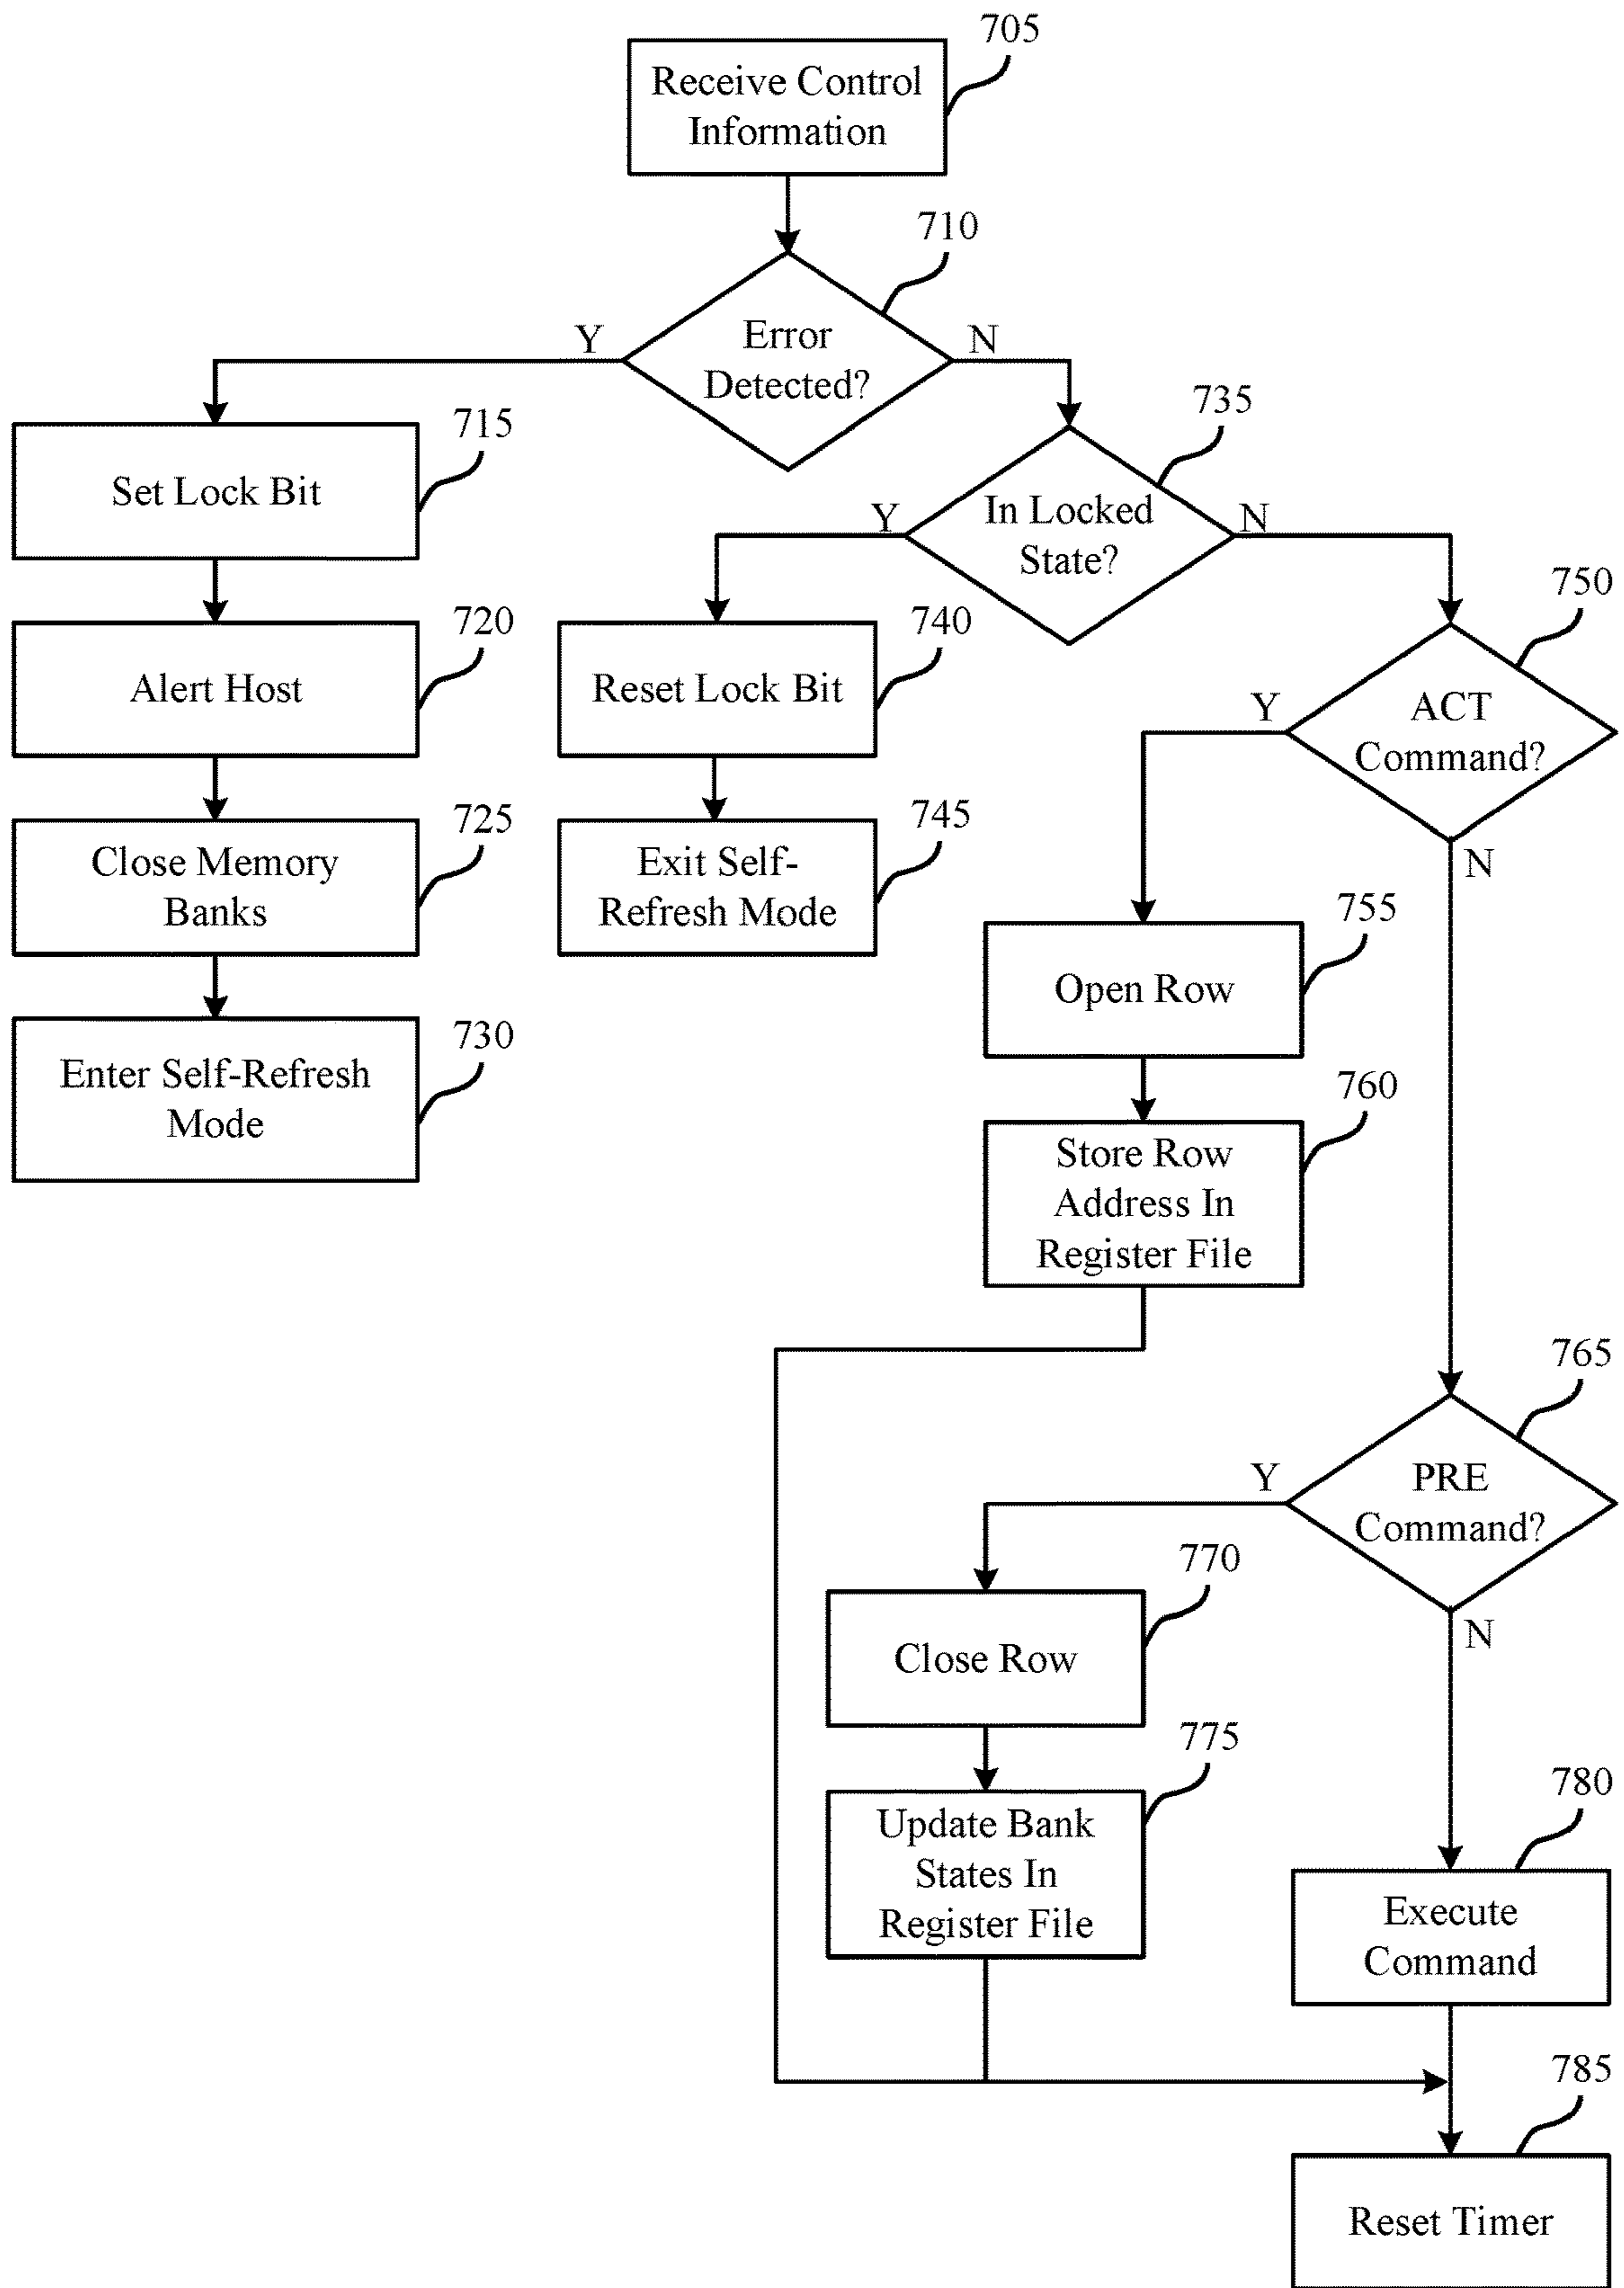 705
Receive Control
Information
710
Error
Detected?
Y
N
715
Set Lock Bit
735
In Locked
State?
Y
N
720
Alert Host
740
Reset Lock Bit
750
ACT
Command?
Y
N
725
Close Memory
Banks
745
Exit Self-
Refresh Mode
755
Open Row
730
Enter Self-Refresh
Mode
760
Store Row
Address In
Register File
765
PRE
Command?
Y
N
770
Close Row
775
Update Bank
States In
Register File
780
Execute
Command
785
Reset Timer